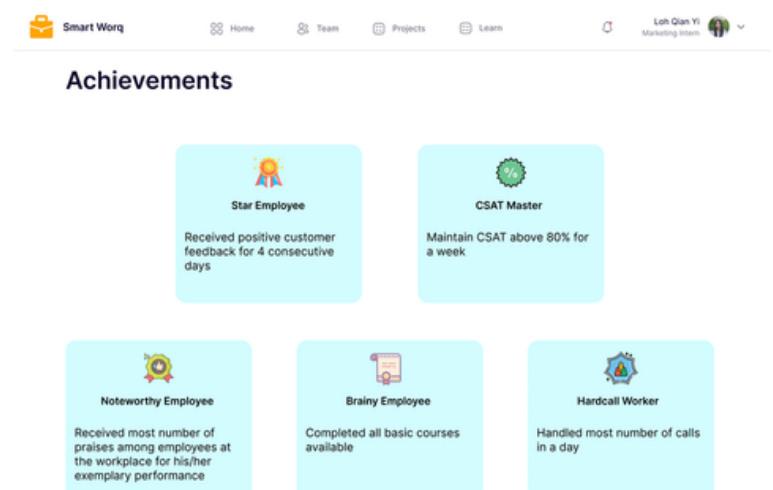 Smart Worq
Home
Team
Projects
Learn
Loh Qian Yi
Marketing Intern
Achievements
%
Star Employee
CSAT Master
Received positive customer
feedback for 4 consecutive
days
Maintain CSAT above 80% for
a week
Noteworthy Employee
Brainy Employee
Hardcall Worker
Received most number of
praises among employees at
the workplace for his/her
exemplary performance
Completed all basic courses
available
Handled most number of calls
in a day